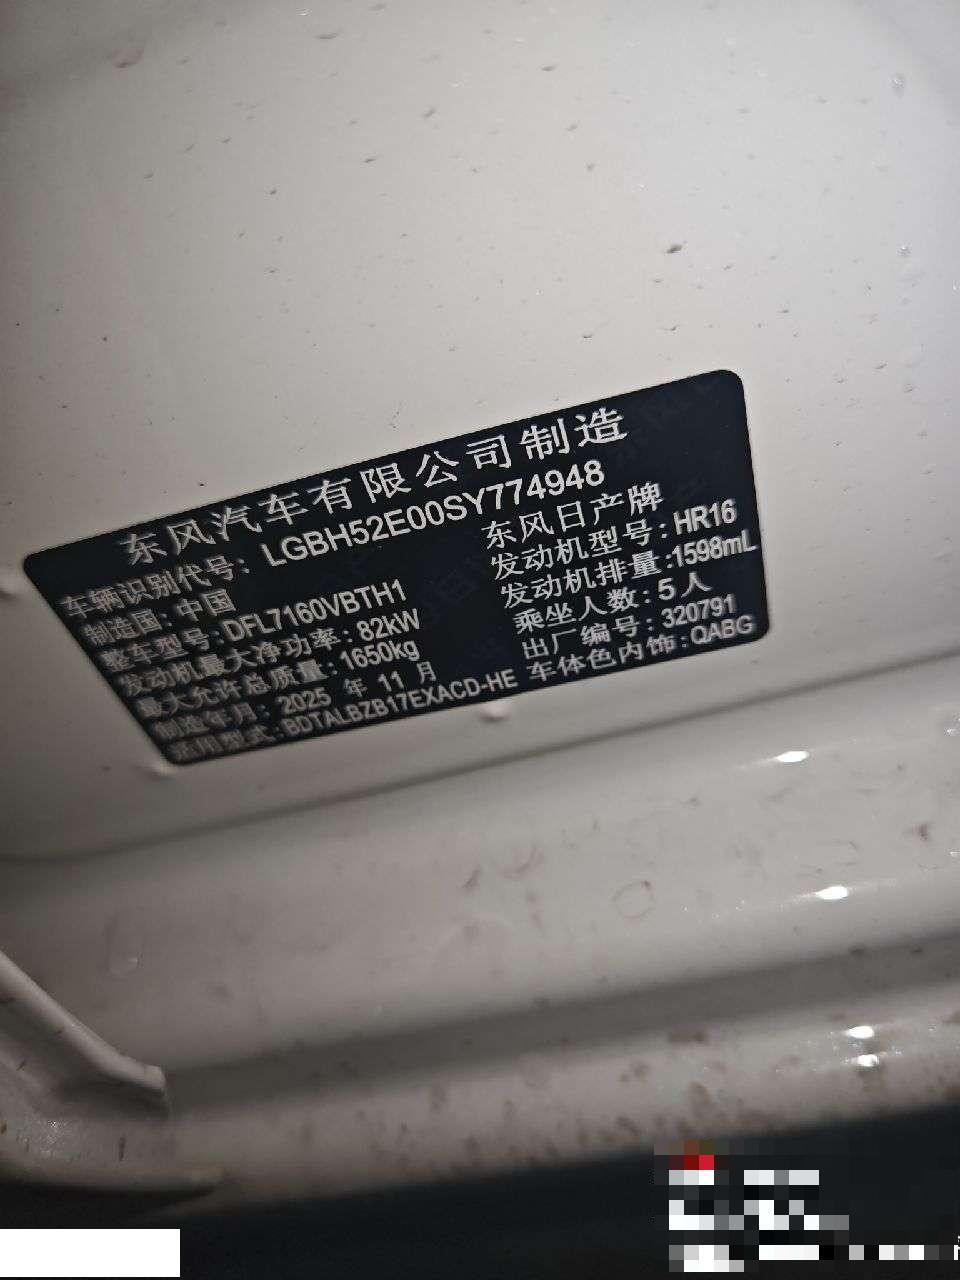 东风汽车有限公司制造
车辆识别代号: LGBH52E00SY774948
制造国: 中国 东风日产牌
整车型号: DFL7160VBTH1 发动机型号: HR16
发动机最大净功率: 82kW 发动机排量: 1598mL
最大允许总质量: 1650kg 乘坐人数: 5 人
制造年月: 2025 年 11 月 出厂编号: 320791
适用型式: BDTALBZB17EXACD-HE 车体色内饰: QABG